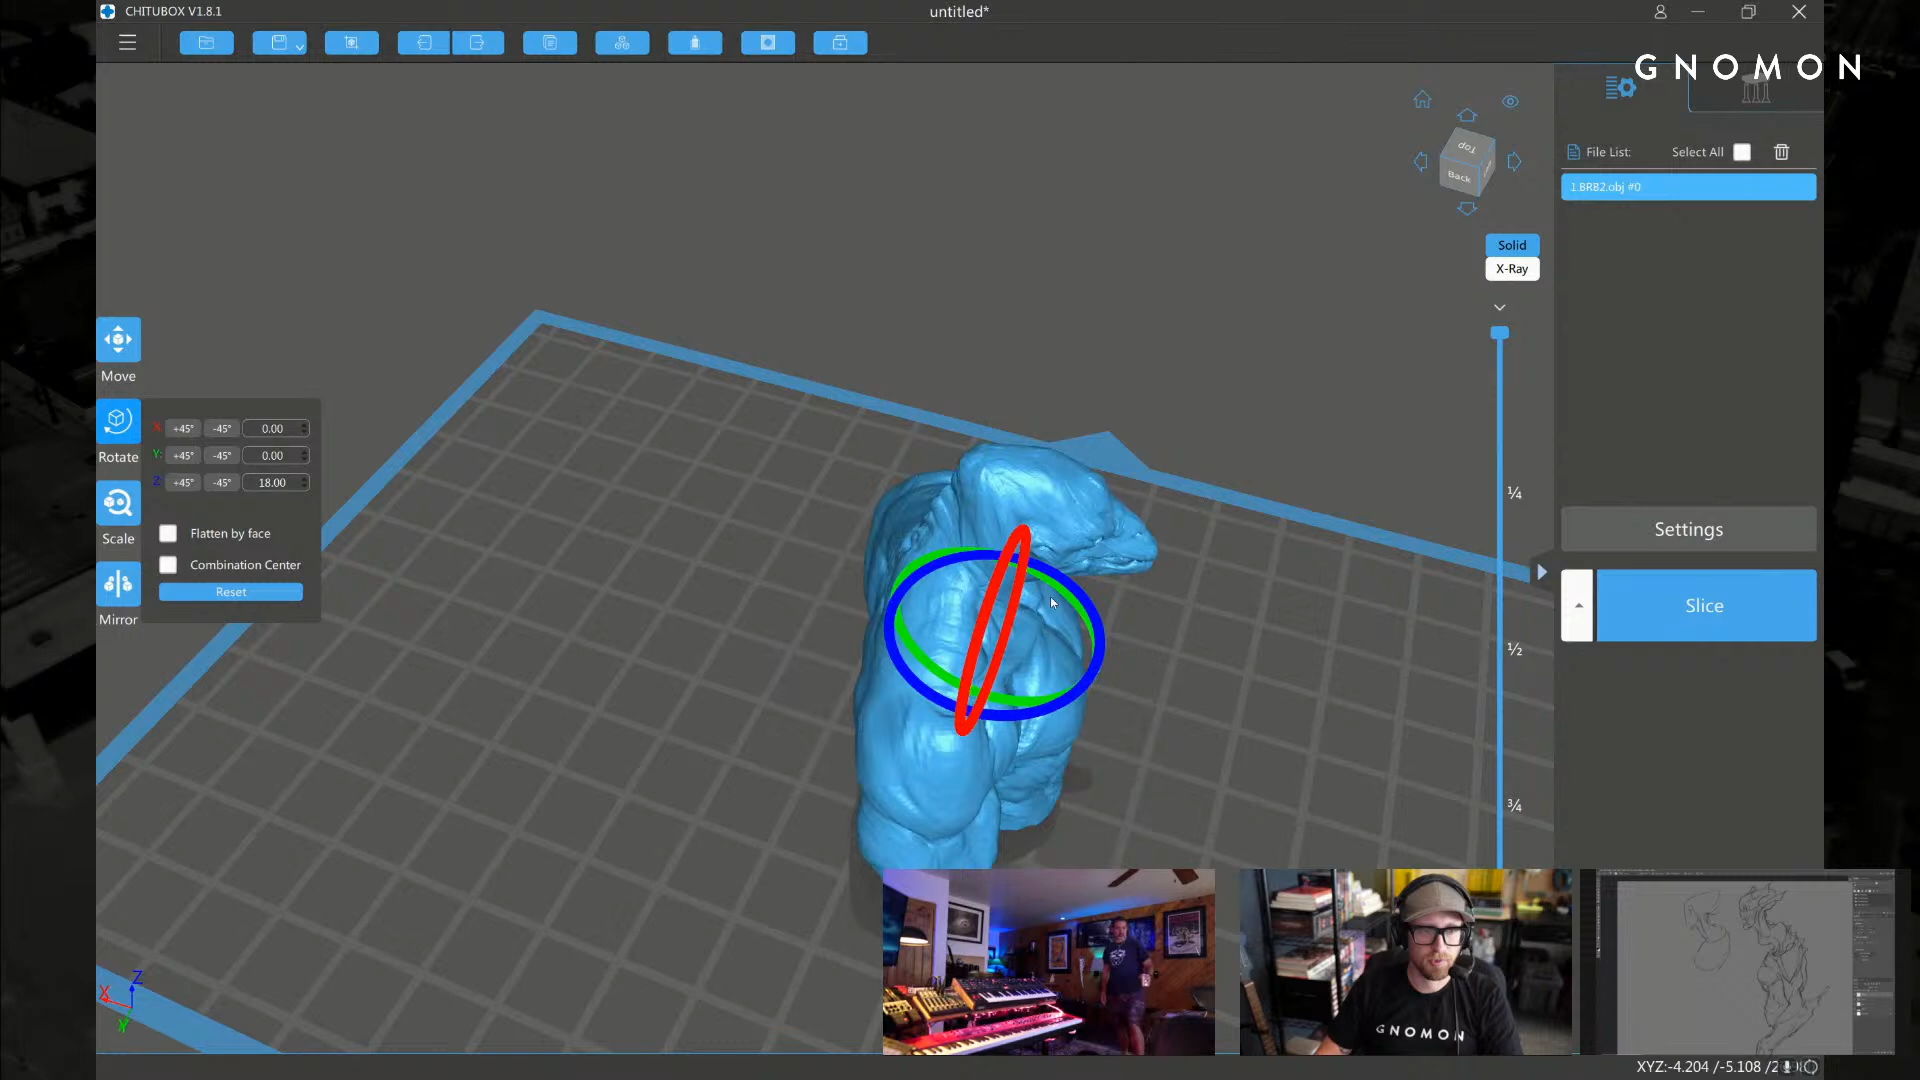 CHITUBOX V1.8.1
untitled*
GNOMON
File List:
Select All
1.BRB2.obj #0
Top
Back
Solid
X-Ray
Move
Rotate
Scale
Mirror
X: +45° -45° 0.00
Y: +45° -45° 0.00
Z: +45° -45° 18.00
Flatten by face
Combination Center
Reset
¼
½
¾
Settings
Slice
Z
X
Y
GNOMON
XYZ:-4.204 /-5.108 /2